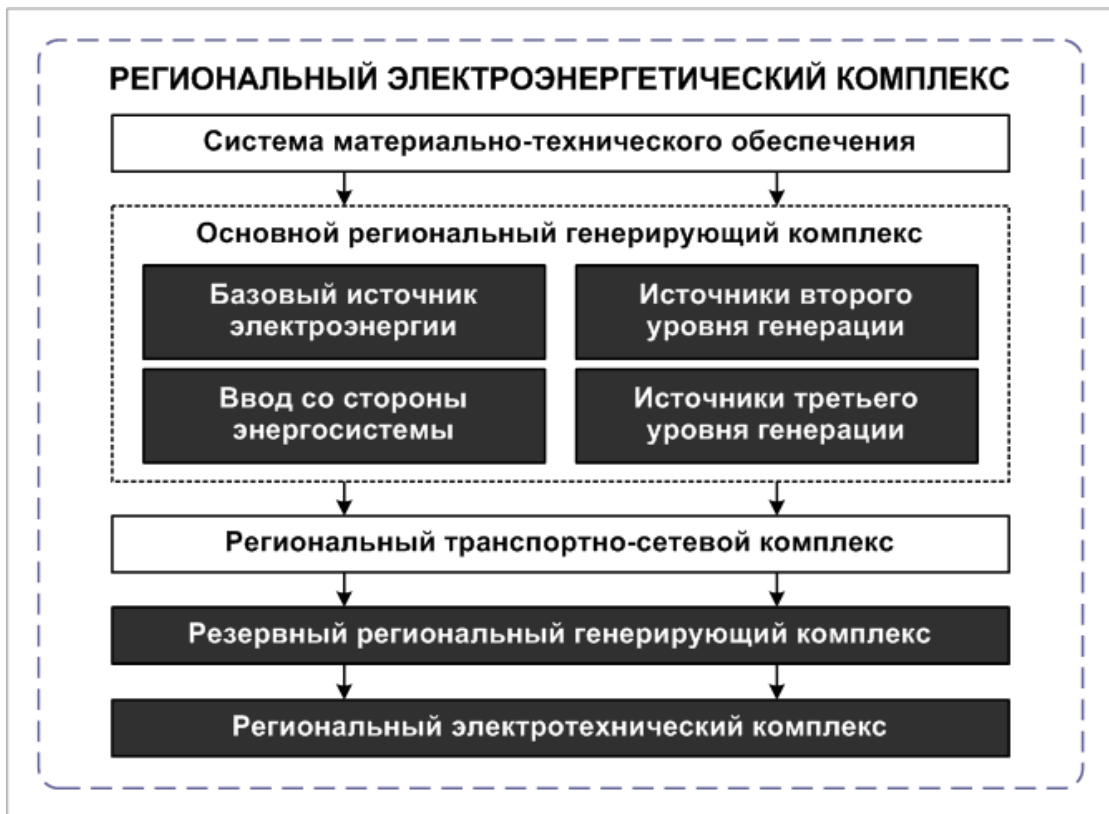 РЕГИОНАЛЬНЫЙ ЭЛЕКТРОЭНЕРГЕТИЧЕСКИЙ КОМПЛЕКС
Система материально-технического обеспечения
Основной региональный генерирующий комплекс
Базовый источник
электроэнергии
Источники второго
уровня генерации
Ввод со стороны
энергосистемы
Источники третьего
уровня генерации
Региональный транспортно-сетевой комплекс
Резервный региональный генерирующий комплекс
Региональный электротехнический комплекс